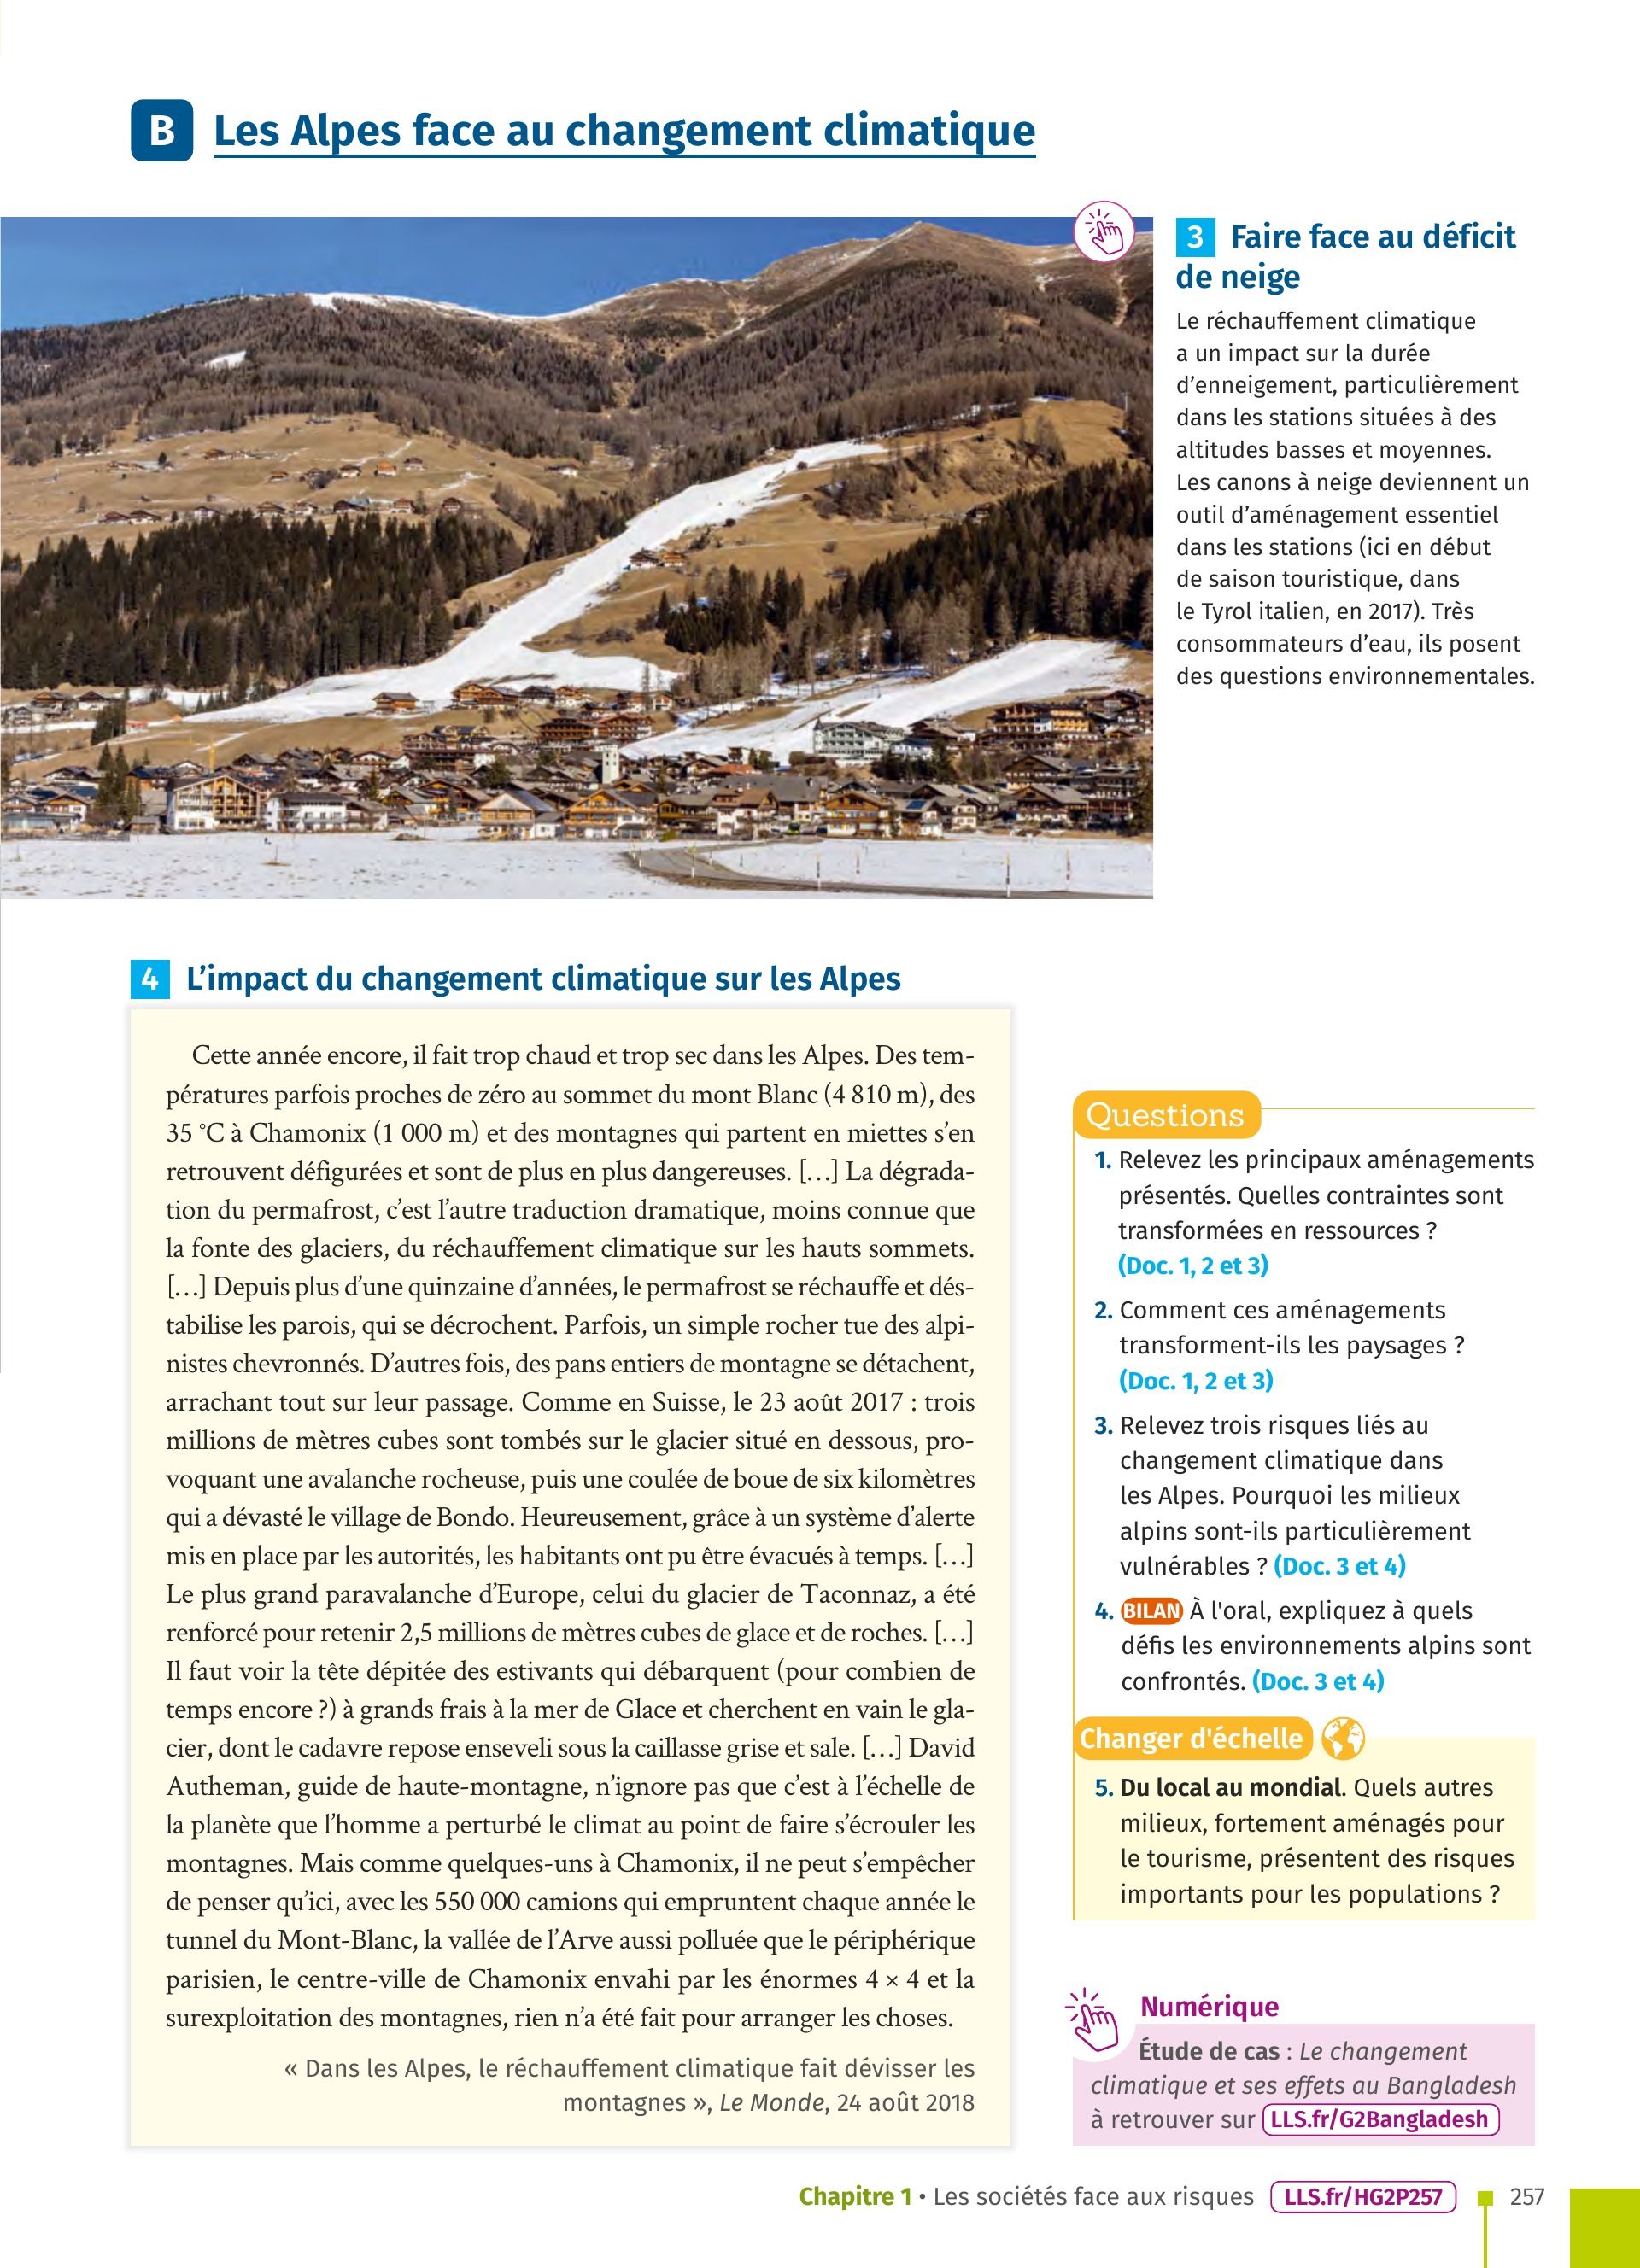 B Les Alpes face au changement climatique
3 Faire face au déficit
de neige
Le réchauffement climatique
a un impact sur la durée
d’enneigement, particulièrement
dans les stations situées à des
altitudes basses et moyennes.
Les canons à neige deviennent un
outil d’aménagement essentiel
dans les stations (ici en début
de saison touristique, dans
le Tyrol italien, en 2017). Très
consommateurs d’eau, ils posent
des questions environnementales.
4 L’impact du changement climatique sur les Alpes
Cette année encore, il fait trop chaud et trop sec dans les Alpes. Des tem-
pératures parfois proches de zéro au sommet du mont Blanc (4 810 m), des
35 °C à Chamonix (1 000 m) et des montagnes qui partent en miettes s’en
retrouvent défigurées et sont de plus en plus dangereuses. […] La dégrada-
tion du permafrost, c’est l’autre traduction dramatique, moins connue que
la fonte des glaciers, du réchauffement climatique sur les hauts sommets.
[…] Depuis plus d’une quinzaine d’années, le permafrost se réchauffe et dés-
tabilise les parois, qui se décrochent. Parfois, un simple rocher tue des alpi-
nistes chevronnés. D’autres fois, des pans entiers de montagne se détachent,
arrachant tout sur leur passage. Comme en Suisse, le 23 août 2017 : trois
millions de mètres cubes sont tombés sur le glacier situé en dessous, pro-
voquant une avalanche rocheuse, puis une coulée de boue de six kilomètres
qui a dévasté le village de Bondo. Heureusement, grâce à un système d’alerte
mis en place par les autorités, les habitants ont pu être évacués à temps. […]
Le plus grand paravalanche d’Europe, celui du glacier de Taconnaz, a été
renforcé pour retenir 2,5 millions de mètres cubes de glace et de roches. […]
Il faut voir la tête dépitée des estivants qui débarquent (pour combien de
temps encore ?) à grands frais à la mer de Glace et cherchent en vain le gla-
cier, dont le cadavre repose enseveli sous la caillasse grise et sale. […] David
Autheman, guide de haute-montagne, n’ignore pas que c’est à l’échelle de
la planète que l’homme a perturbé le climat au point de faire s’écrouler les
montagnes. Mais comme quelques-uns à Chamonix, il ne peut s’empêcher
de penser qu’ici, avec les 550 000 camions qui empruntent chaque année le
tunnel du Mont-Blanc, la vallée de l’Arve aussi polluée que le périphérique
parisien, le centre-ville de Chamonix envahi par les énormes 4 × 4 et la
surexploitation des montagnes, rien n’a été fait pour arranger les choses.
« Dans les Alpes, le réchauffement climatique fait dévisser les
montagnes », Le Monde, 24 août 2018
Questions
1. Relevez les principaux aménagements
présentés. Quelles contraintes sont
transformées en ressources ?
(Doc. 1, 2 et 3)
2. Comment ces aménagements
transforment-ils les paysages ?
(Doc. 1, 2 et 3)
3. Relevez trois risques liés au
changement climatique dans
les Alpes. Pourquoi les milieux
alpins sont-ils particulièrement
vulnérables ? (Doc. 3 et 4)
4. BILAN À l'oral, expliquez à quels
défis les environnements alpins sont
confrontés. (Doc. 3 et 4)
Changer d'échelle
5. Du local au mondial. Quels autres
milieux, fortement aménagés pour
le tourisme, présentent des risques
importants pour les populations ?
Numérique
Étude de cas : Le changement
climatique et ses effets au Bangladesh
à retrouver sur LLS.fr/G2Bangladesh
Chapitre 1 • Les sociétés face aux risques LLS.fr/HG2P257 257